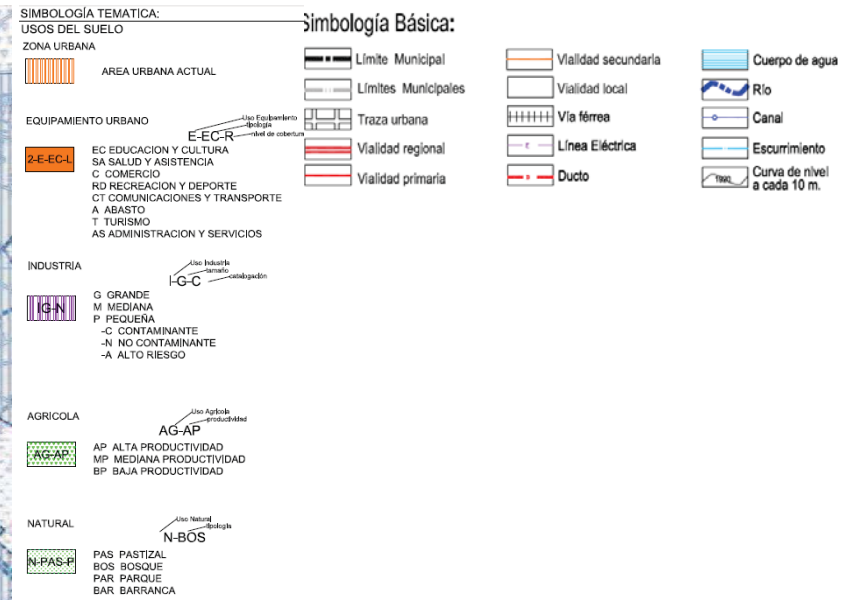 SIMBOLOGÍA TEMATICA:
USOS DEL SUELO
ZONA URBANA
AREA URBANA ACTUAL
EQUIPAMIENTO URBANO
Uso Equipamiento
tipología
E-EC-R
nivel de cobertura
2-E-EC-L
EC EDUCACION Y CULTURA
SA SALUD Y ASISTENCIA
C COMERCIO
RD RECREACION Y DEPORTE
CT COMUNICACIONES Y TRANSPORTE
A ABASTO
T TURISMO
AS ADMINISTRACION Y SERVICIOS
INDUSTRIA
Uso Industria
tamaño
I-G-C
catalogación
IG-N
G GRANDE
M MEDIANA
P PEQUEÑA
-C CONTAMINANTE
-N NO CONTAMINANTE
-A ALTO RIESGO
AGRICOLA
Uso Agrícola
productividad
AG-AP
AG-AP
AP ALTA PRODUCTIVIDAD
MP MEDIANA PRODUCTIVIDAD
BP BAJA PRODUCTIVIDAD
NATURAL
Uso Natural
tipología
N-BOS
N-PAS-P
PAS PASTIZAL
BOS BOSQUE
PAR PARQUE
BAR BARRANCA
Simbología Básica:
Límite Municipal
Límites Municipales
Traza urbana
Vialidad regional
Vialidad primaria
Vialidad secundaria
Vialidad local
Vía férrea
E
Línea Eléctrica
Ducto
Cuerpo de agua
Río
Canal
Escurrimiento
1990
Curva de nivel
a cada 10 m.